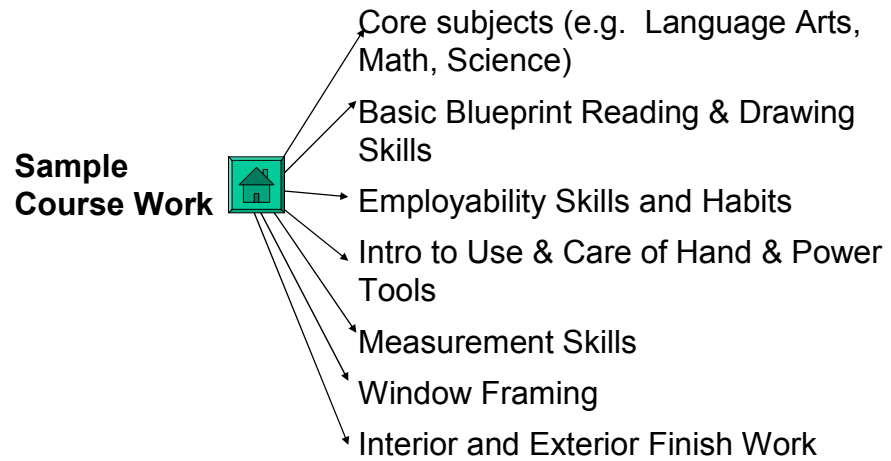 Sample
Course Work
Core subjects (e.g.  Language Arts,
Math, Science)
Basic Blueprint Reading & Drawing
Skills
Employability Skills and Habits
Intro to Use & Care of Hand & Power
Tools
Measurement Skills
Window Framing
Interior and Exterior Finish Work